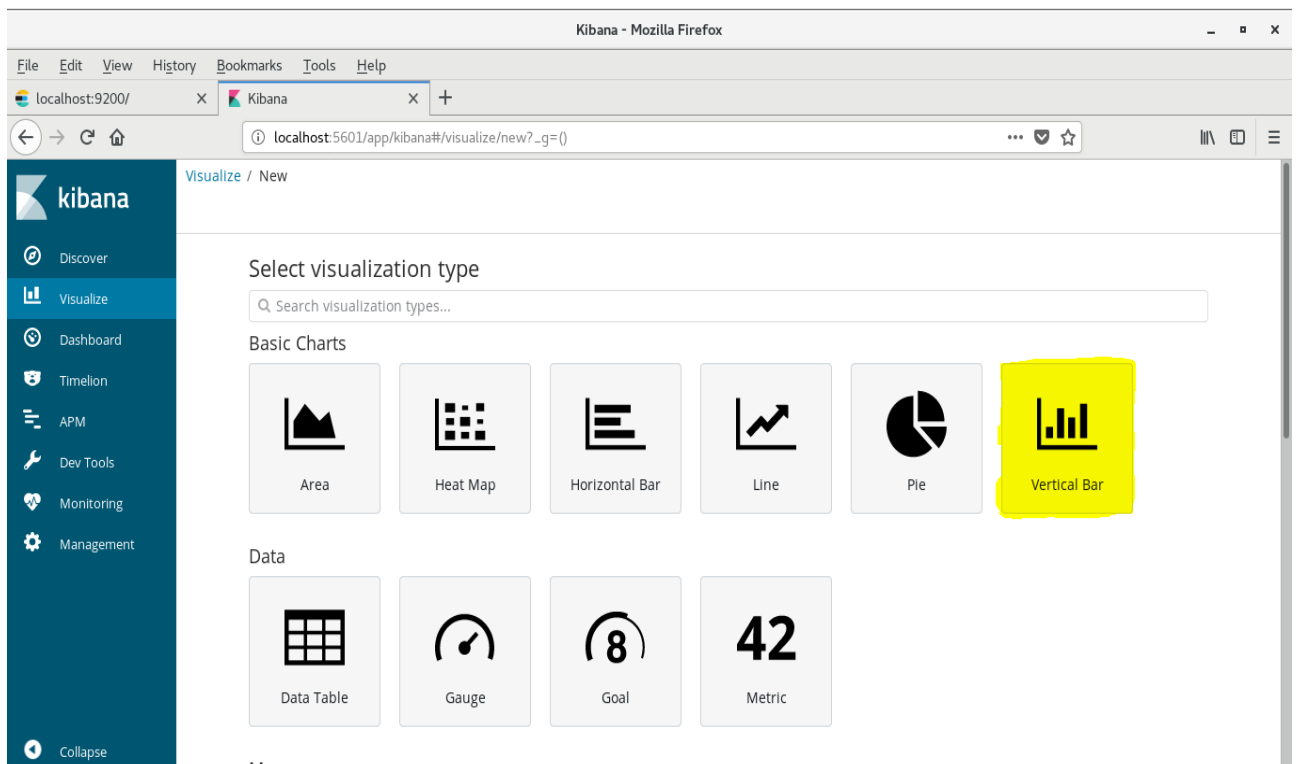 Kibana - Mozilla Firefox
File Edit View History Bookmarks Tools Help
localhost:9200/
Kibana
localhost:5601/app/kibana#/visualize/new?_g=()
kibana
Discover
Visualize
Dashboard
Timelion
APM
Dev Tools
Monitoring
Management
Collapse
Visualize / New
Select visualization type
Search visualization types...
Basic Charts
Area
Heat Map
Horizontal Bar
Line
Pie
Vertical Bar
Data
8
42
Data Table
Gauge
Goal
Metric